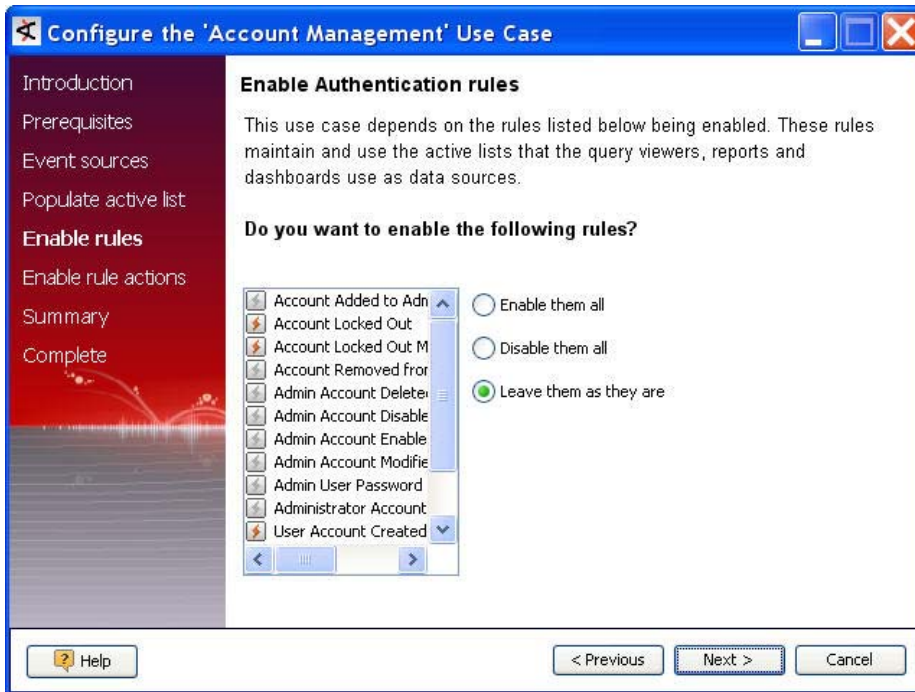 Configure the 'Account Management' Use Case
Introduction
Prerequisites
Event sources
Populate active list
Enable rules
Enable rule actions
Summary
Complete
Enable Authentication rules
This use case depends on the rules listed below being enabled. These rules
maintain and use the active lists that the query viewers, reports and
dashboards use as data sources.
Do you want to enable the following rules?
Account Added to Adn
Account Locked Out
Account Locked Out M
Account Removed fror
Admin Account Delete
Admin Account Disable
Admin Account Enable
Admin Account Modifie
Admin User Password
Administrator Account
User Account Created
Enable them all
Disable them all
Leave them as they are
Help
< Previous
Next >
Cancel